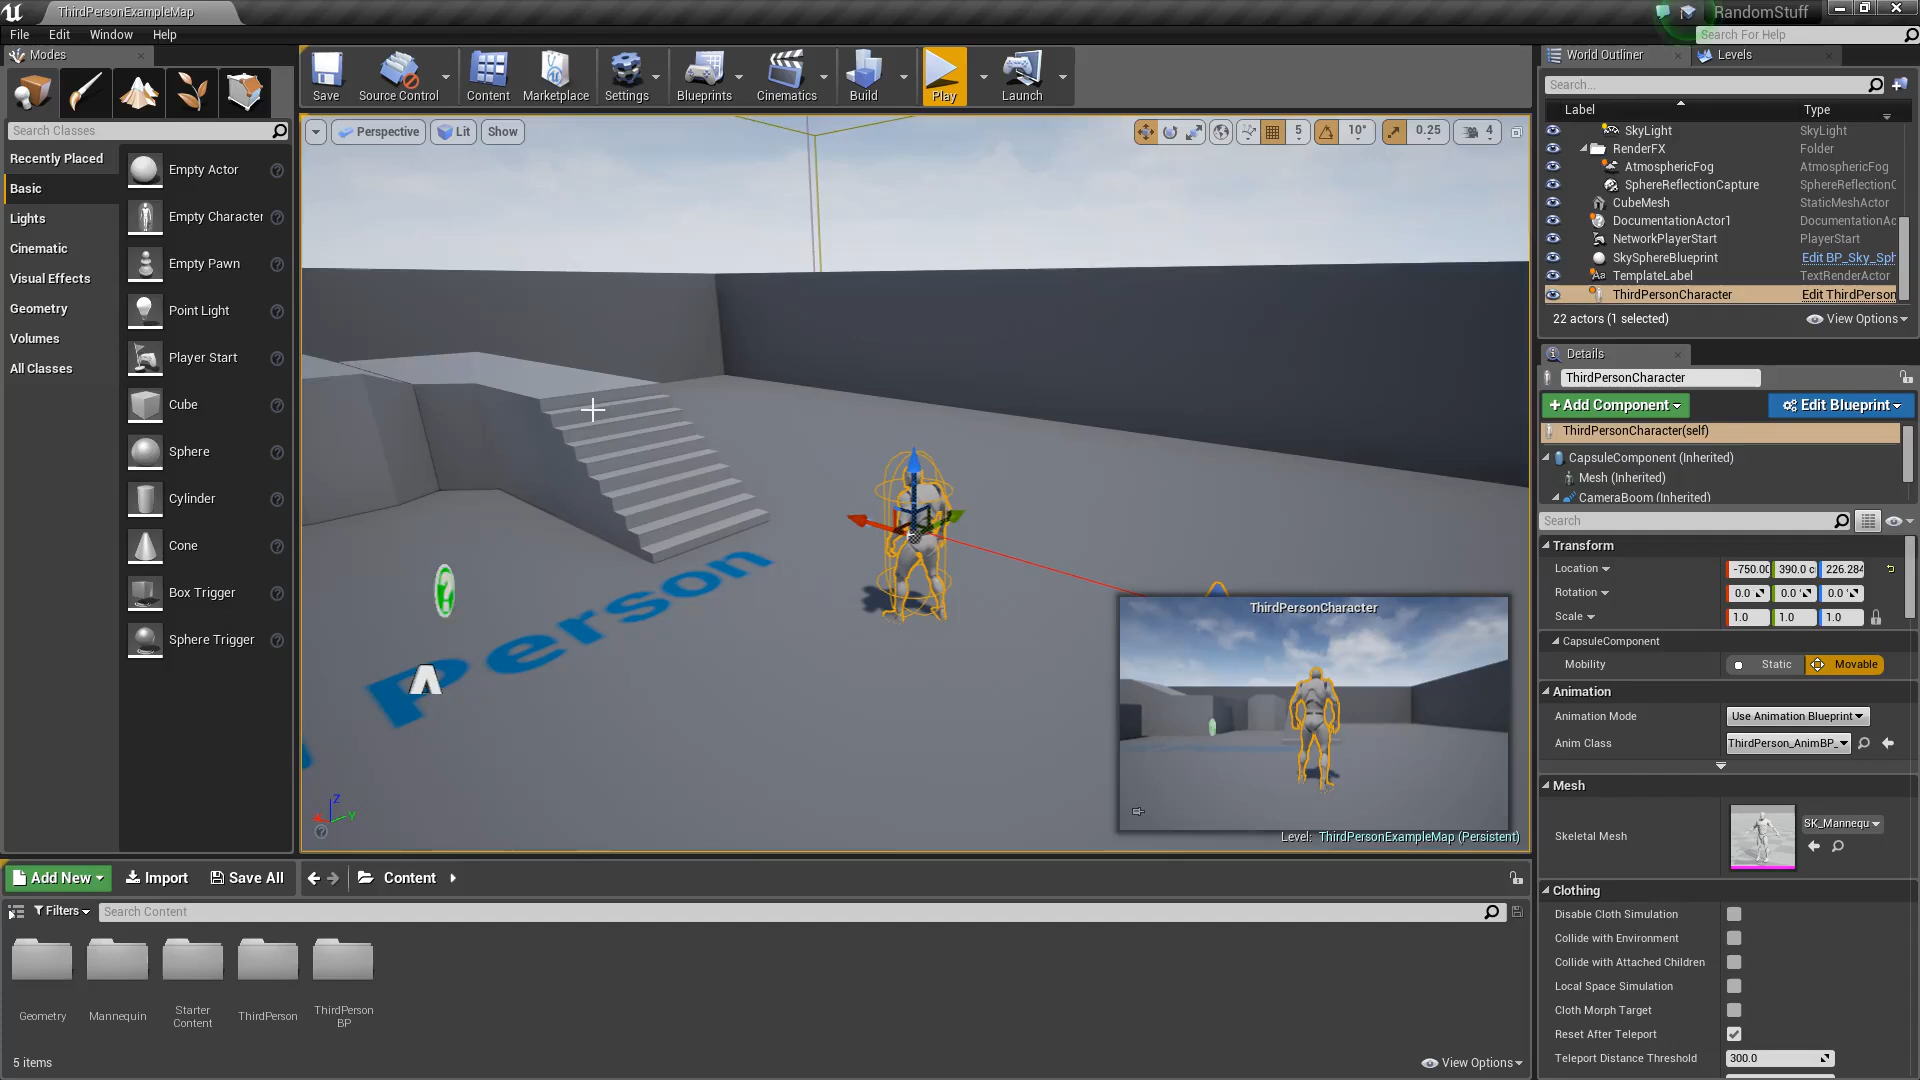 ThirdPersonExampleMap
RandomStuff
File Edit Window Help
Search For Help
Modes
Save
Source Control
Content
Marketplace
Settings
Blueprints
Cinematics
Build
Play
Launch
Search Classes
Recently Placed
Basic
Lights
Cinematic
Visual Effects
Geometry
Volumes
All Classes
Empty Actor
Empty Character
Empty Pawn
Point Light
Player Start
Cube
Sphere
Cylinder
Cone
Box Trigger
Sphere Trigger
Perspective
Lit
Show
5
10°
0.25
4
Person
ThirdPersonCharacter
Level: ThirdPersonExampleMap (Persistent)
X Y Z
World Outliner
Levels
Search...
Label Type
SkyLight SkyLight
RenderFX Folder
AtmosphericFog AtmosphericFog
SphereReflectionCapture SphereReflectionC
CubeMesh StaticMeshActor
DocumentationActor1 DocumentationAc
NetworkPlayerStart PlayerStart
SkySphereBlueprint Edit BP_Sky_Sph
TemplateLabel TextRenderActor
ThirdPersonCharacter Edit ThirdPerson
22 actors (1 selected)
View Options
Details
ThirdPersonCharacter
+Add Component
Edit Blueprint
ThirdPersonCharacter(self)
CapsuleComponent (Inherited)
Mesh (Inherited)
CameraBoom (Inherited)
Search
Transform
Location -750.00 390.0 c 226.284
Rotation 0.0 ° 0.0 ° 0.0 °
Scale 1.0 1.0 1.0
CapsuleComponent
Mobility Static Movable
Animation
Animation Mode Use Animation Blueprint
Anim Class ThirdPerson_AnimBP_
Mesh
Skeletal Mesh SK_Mannequ
Clothing
Disable Cloth Simulation
Collide with Environment
Collide with Attached Children
Local Space Simulation
Cloth Morph Target
Reset After Teleport
Teleport Distance Threshold 300.0
Add New
Import
Save All
Content
Filters
Search Content
Geometry
Mannequin
Starter
Content
ThirdPerson
ThirdPerson
BP
5 items
View Options